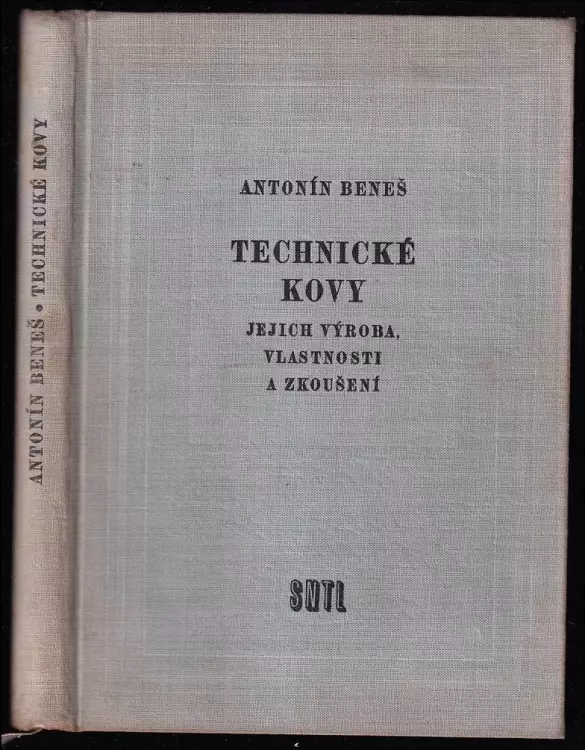 ANTONÍN BENEŠ • TECHNICKÉ KOVY
ANTONÍN BENEŠ
TECHNICKÉ
KOVY
JEJICH VÝROBA,
VLASTNOSTI
A ZKOUŠENÍ
SNTL